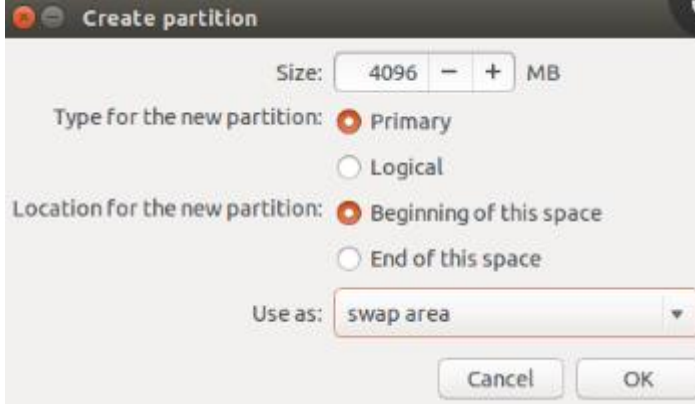 Create partition
Size: 4096 − + MB
Type for the new partition: Primary
Logical
Location for the new partition: Beginning of this space
End of this space
Use as: swap area
Cancel OK